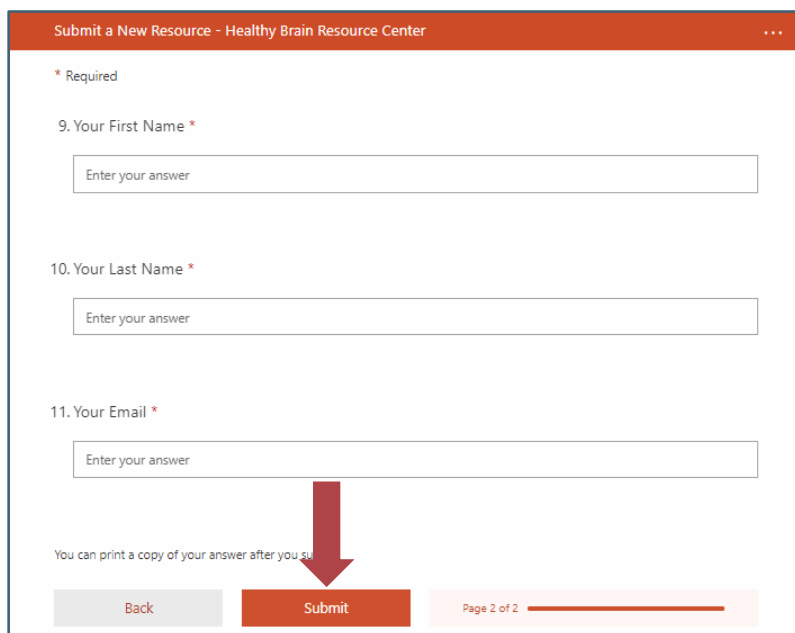 Submit a New Resource - Healthy Brain Resource Center
* Required
9. Your First Name *
Enter your answer
10. Your Last Name *
Enter your answer
11. Your Email *
Enter your answer
You can print a copy of your answer after you
Back
Submit
Page 2 of 2